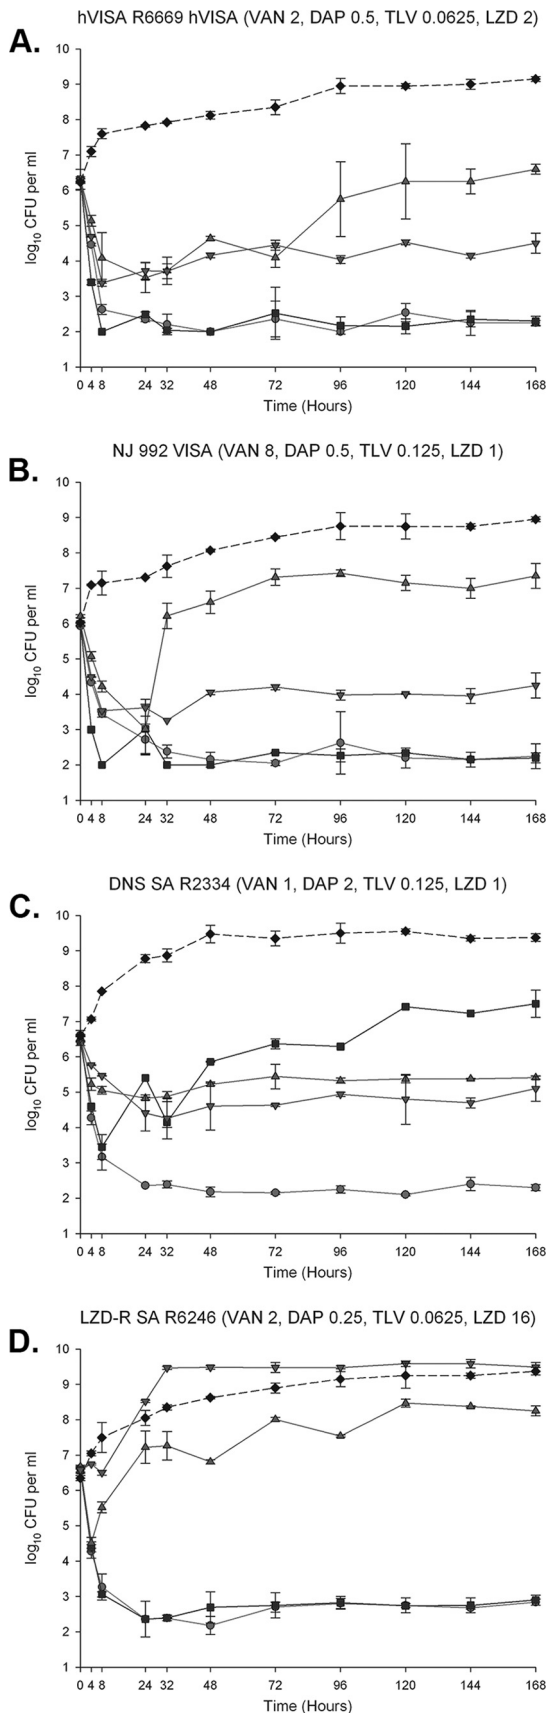 hVISA R6669 hVISA (VAN 2, DAP 0.5, TLV 0.0625, LZD 2)
A.
10
9
8
7
6
5
4
3
2
1
log10 CFU per ml
0 4 8 24 32 48 72 96 120 144 168
Time (Hours)
NJ 992 VISA (VAN 8, DAP 0.5, TLV 0.125, LZD 1)
B.
10
9
8
7
6
5
4
3
2
1
log10 CFU per ml
0 4 8 24 32 48 72 96 120 144 168
Time (Hours)
DNS SA R2334 (VAN 1, DAP 2, TLV 0.125, LZD 1)
C.
10
9
8
7
6
5
4
3
2
1
log10 CFU per ml
0 4 8 24 32 48 72 96 120 144 168
Time (Hours)
LZD-R SA R6246 (VAN 2, DAP 0.25, TLV 0.0625, LZD 16)
D.
10
9
8
7
6
5
4
3
2
1
log10 CFU per ml
0 4 8 24 32 48 72 96 120 144 168
Time (Hours)